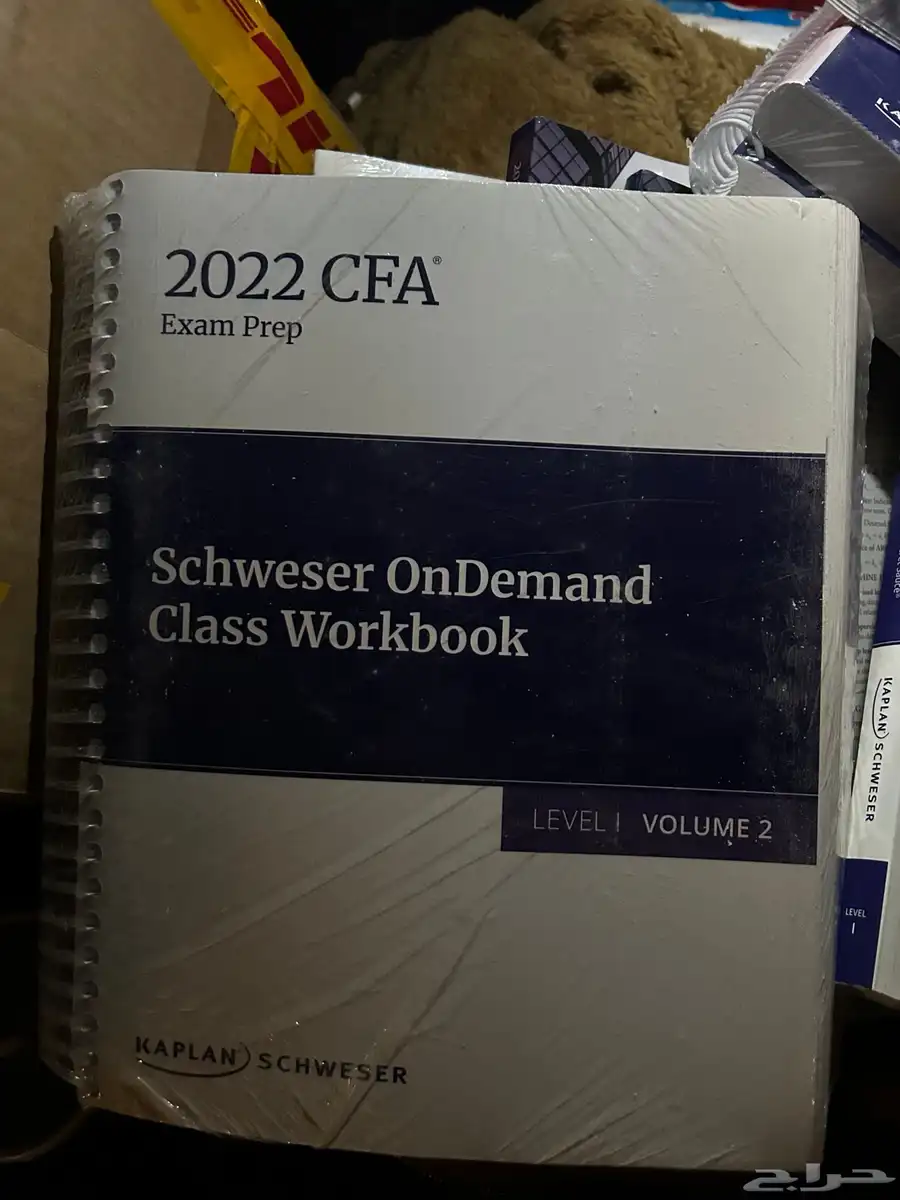 2022 CFA®
Exam Prep
Schweser OnDemand
Class Workbook
LEVEL I VOLUME 2
KAPLAN SCHWESER
KAPLAN SCHWESER
LEVEL
I
حراج